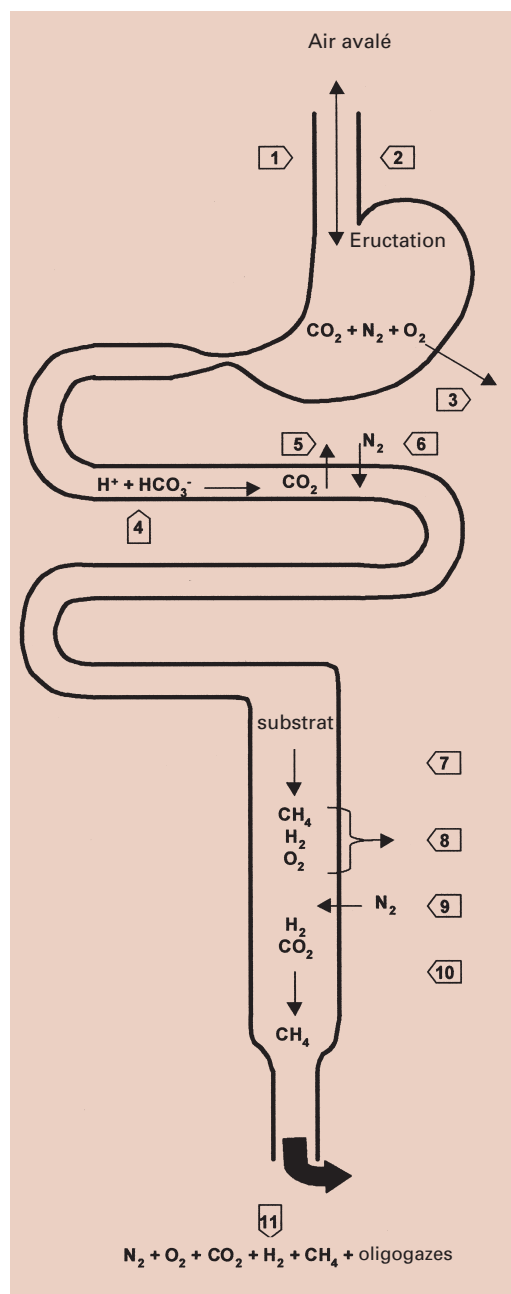 Air avalé
1
2
Eructation
CO₂ + N₂ + O₂
3
5
N₂
6
H⁺ + HCO₃⁻
CO₂
4
substrat
7
CH₄
H₂
O₂
8
N₂
9
H₂
CO₂
10
CH₄
11
N₂ + O₂ + CO₂ + H₂ + CH₄ + oligogazes